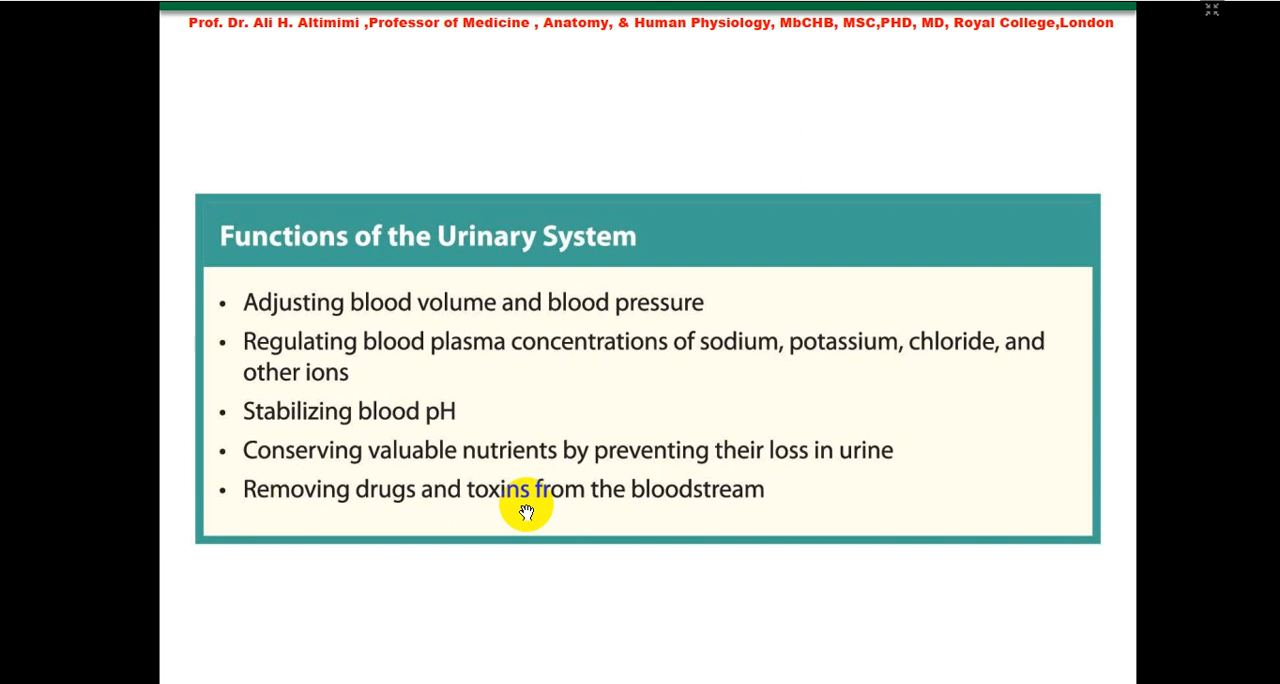 Prof. Dr. Ali H. Altimimi ,Professor of Medicine , Anatomy, & Human Physiology, MbCHB, MSC,PHD, MD, Royal College,London
Functions of the Urinary System
• Adjusting blood volume and blood pressure
• Regulating blood plasma concentrations of sodium, potassium, chloride, and
other ions
• Stabilizing blood pH
• Conserving valuable nutrients by preventing their loss in urine
• Removing drugs and toxins from the bloodstream